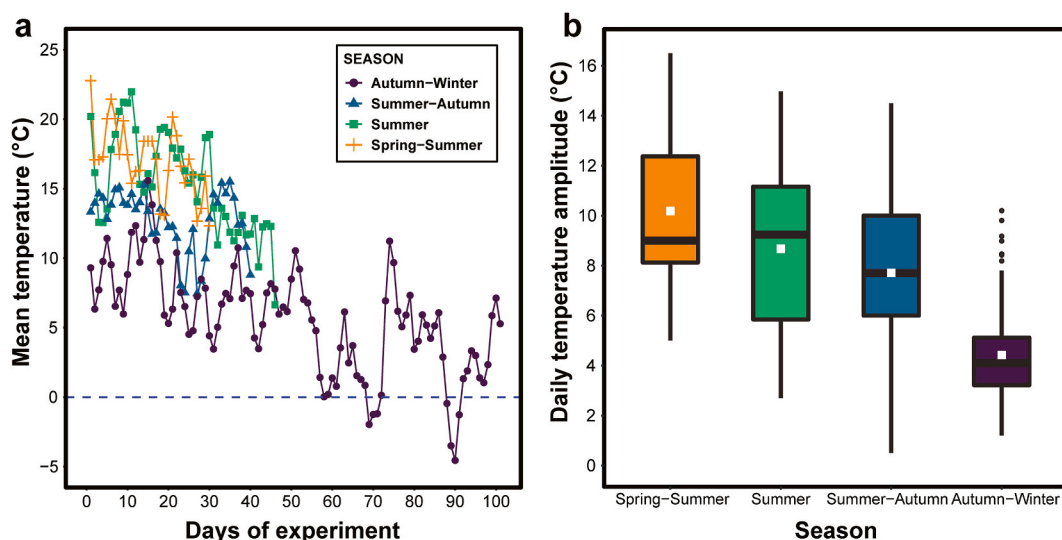 a
Mean temperature (°C)
25
20
15
10
5
0
−5
SEASON
Autumn−Winter
Summer−Autumn
Summer
Spring−Summer
0 10 20 30 40 50 60 70 80 90 100
Days of experiment
b
Daily temperature amplitude (°C)
16
14
12
10
8
6
4
2
0
Spring−Summer Summer Summer−Autumn Autumn−Winter
Season